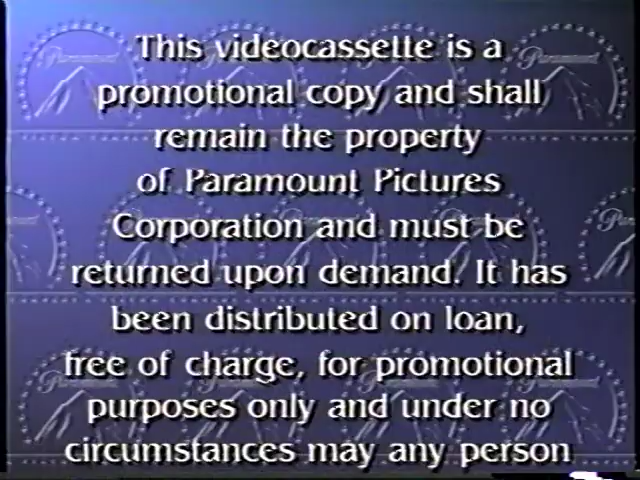 This videocassette is a
promotional copy and shall
remain the property
of Paramount Pictures
Corporation and must be
returned upon demand. It has
been distributed on loan,
free of charge, for promotional
purposes only and under no
circumstances may any person